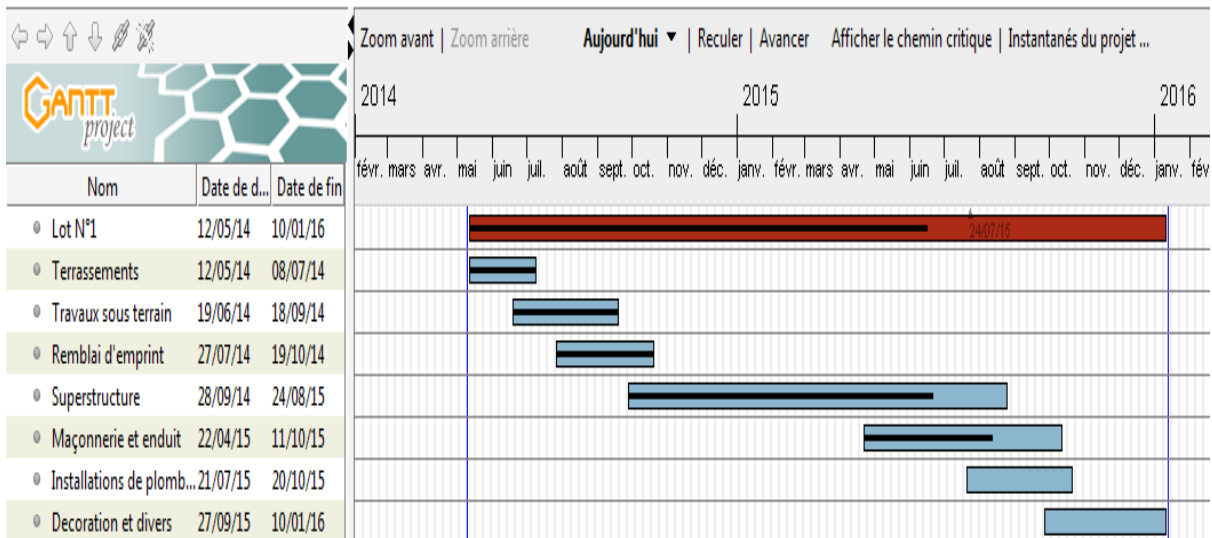 Zoom avant | Zoom arrière Aujourd'hui ▼ | Reculer | Avancer Afficher le chemin critique | Instantanés du projet ...
GANTT
project
2014 2015 2016
févr. mars avr. mai juin juil. août sept. oct. nov. déc. janv. févr. mars avr. mai juin juil. août sept. oct. nov. déc. janv. fév
Nom Date de d... Date de fin
Lot N°1 12/05/14 10/01/16
24/07/15
Terrassements 12/05/14 08/07/14
Travaux sous terrain 19/06/14 18/09/14
Remblai d'emprint 27/07/14 19/10/14
Superstructure 28/09/14 24/08/15
Maçonnerie et enduit 22/04/15 11/10/15
Installations de plomb... 21/07/15 20/10/15
Decoration et divers 27/09/15 10/01/16